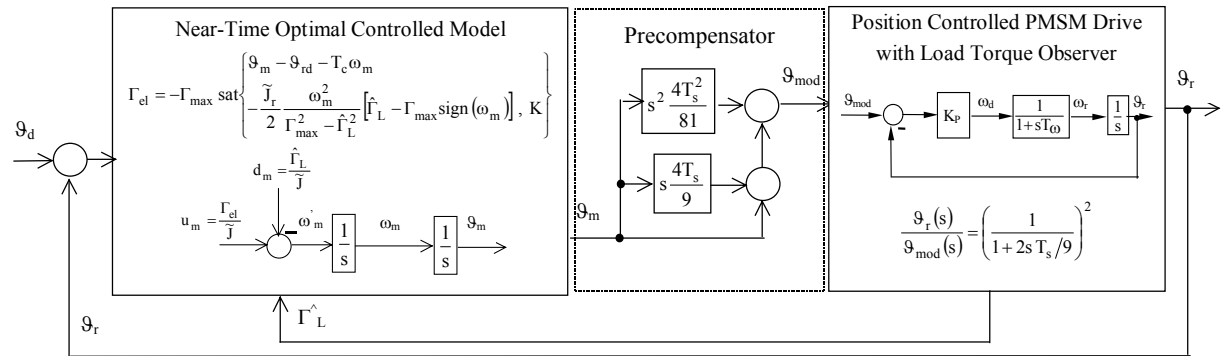 Near-Time Optimal Controlled Model
Γ_el = −Γ_max sat{ ϑ_m − ϑ_rd − T_c ω_m − (J̃_r/2) (ω_m²/(Γ_max² − Γ̂_L²)) [Γ̂_L − Γ_max sign(ω_m)] , K }
d_m = Γ̂_L/J̃
u_m = Γ_el/J̃
ω'_m
1/s
ω_m
1/s
ϑ_m
ϑ_d
ϑ_r
Γ^_L
ϑ_m
Precompensator
s² 4T_s²/81
s 4T_s/9
ϑ_mod
Position Controlled PMSM Drive
with Load Torque Observer
ϑ_mod
-
K_P
ω_d
1/(1+sT_ω)
ω_r
1/s
ϑ_r
ϑ_r(s)/ϑ_mod(s) = (1/(1+2s T_s/9))²
ϑ_r